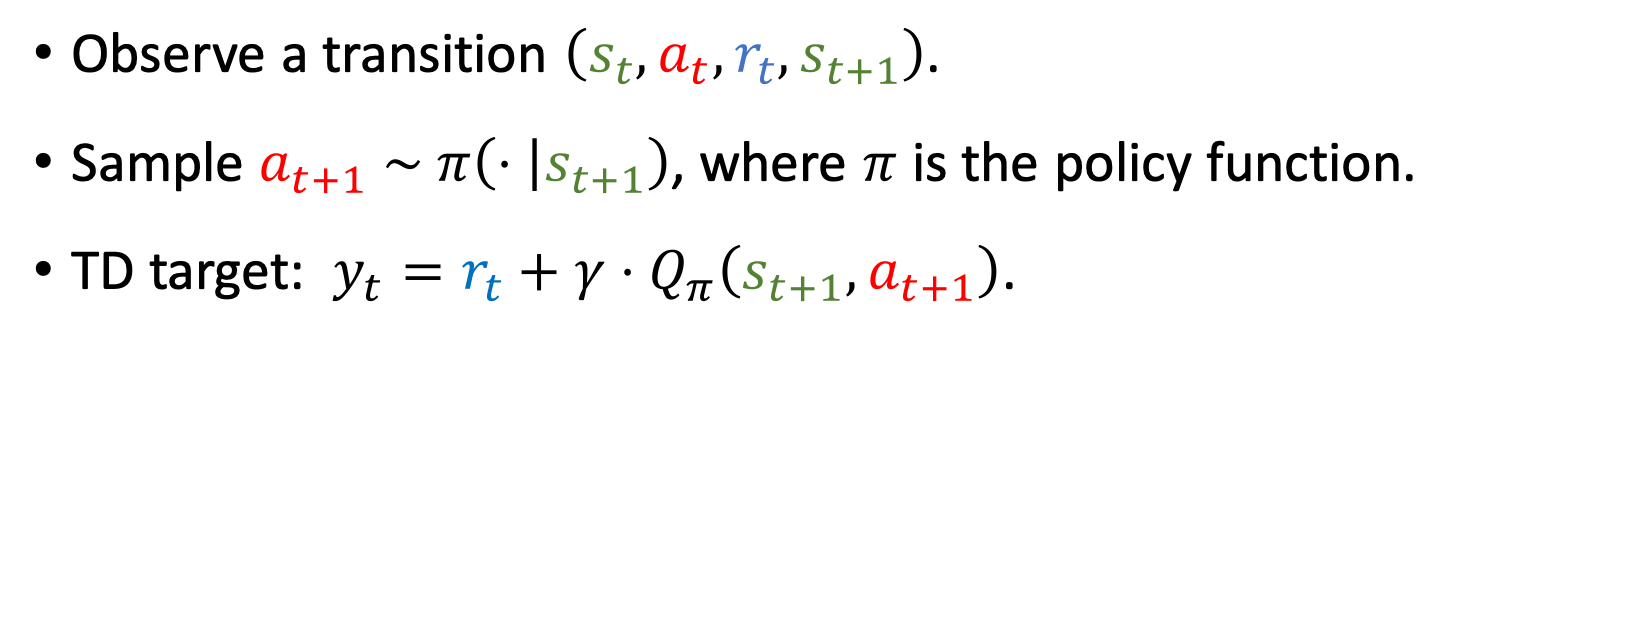 • Observe a transition (s_t, a_t, r_t, s_{t+1}).
• Sample a_{t+1} ~ π(· |s_{t+1}), where π is the policy function.
• TD target: y_t = r_t + γ · Q_π(s_{t+1}, a_{t+1}).